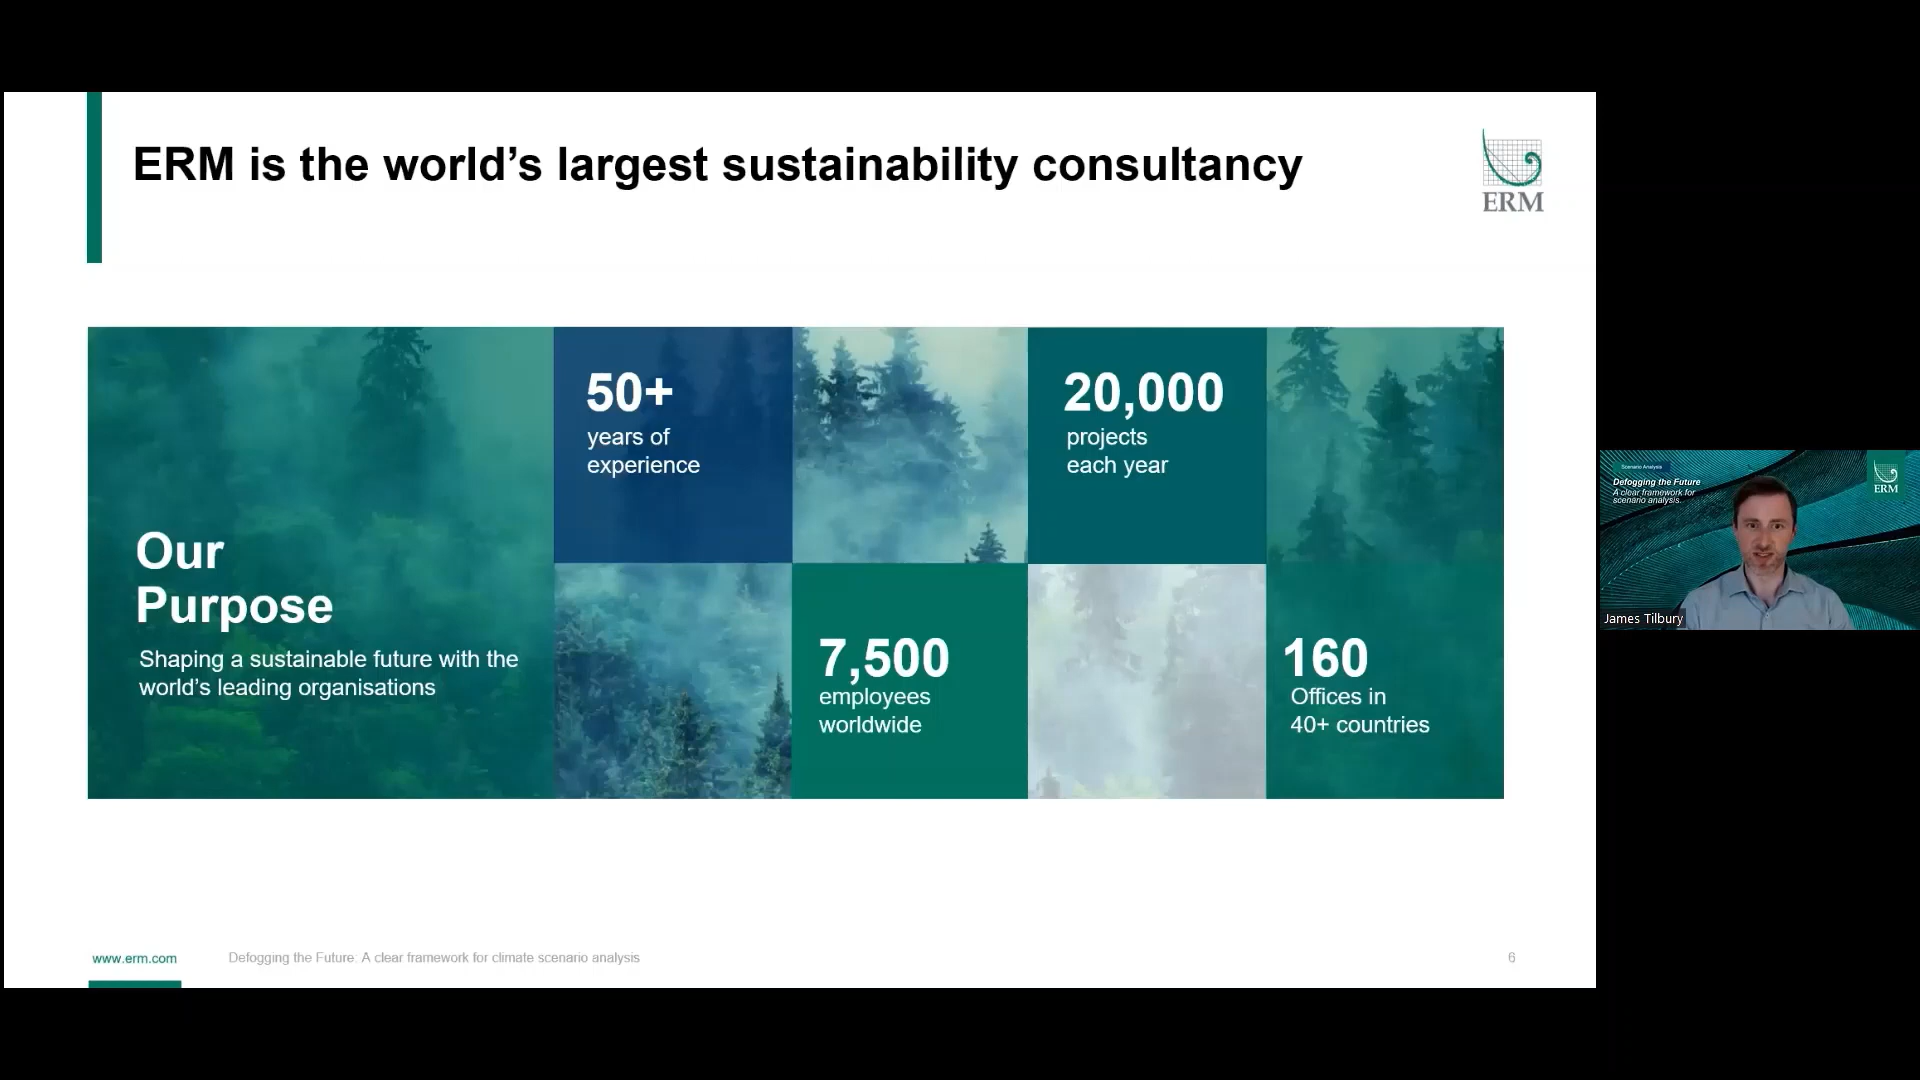 ERM is the world’s largest sustainability consultancy
ERM
50+
years of
experience
20,000
projects
each year
Our
Purpose
Shaping a sustainable future with the
world’s leading organisations
7,500
employees
worldwide
160
Offices in
40+ countries
www.erm.com
Defogging the Future: A clear framework for climate scenario analysis
6
Scenario Analysis
Defogging the Future
A clear framework for
scenario analysis.
ERM
James Tilbury